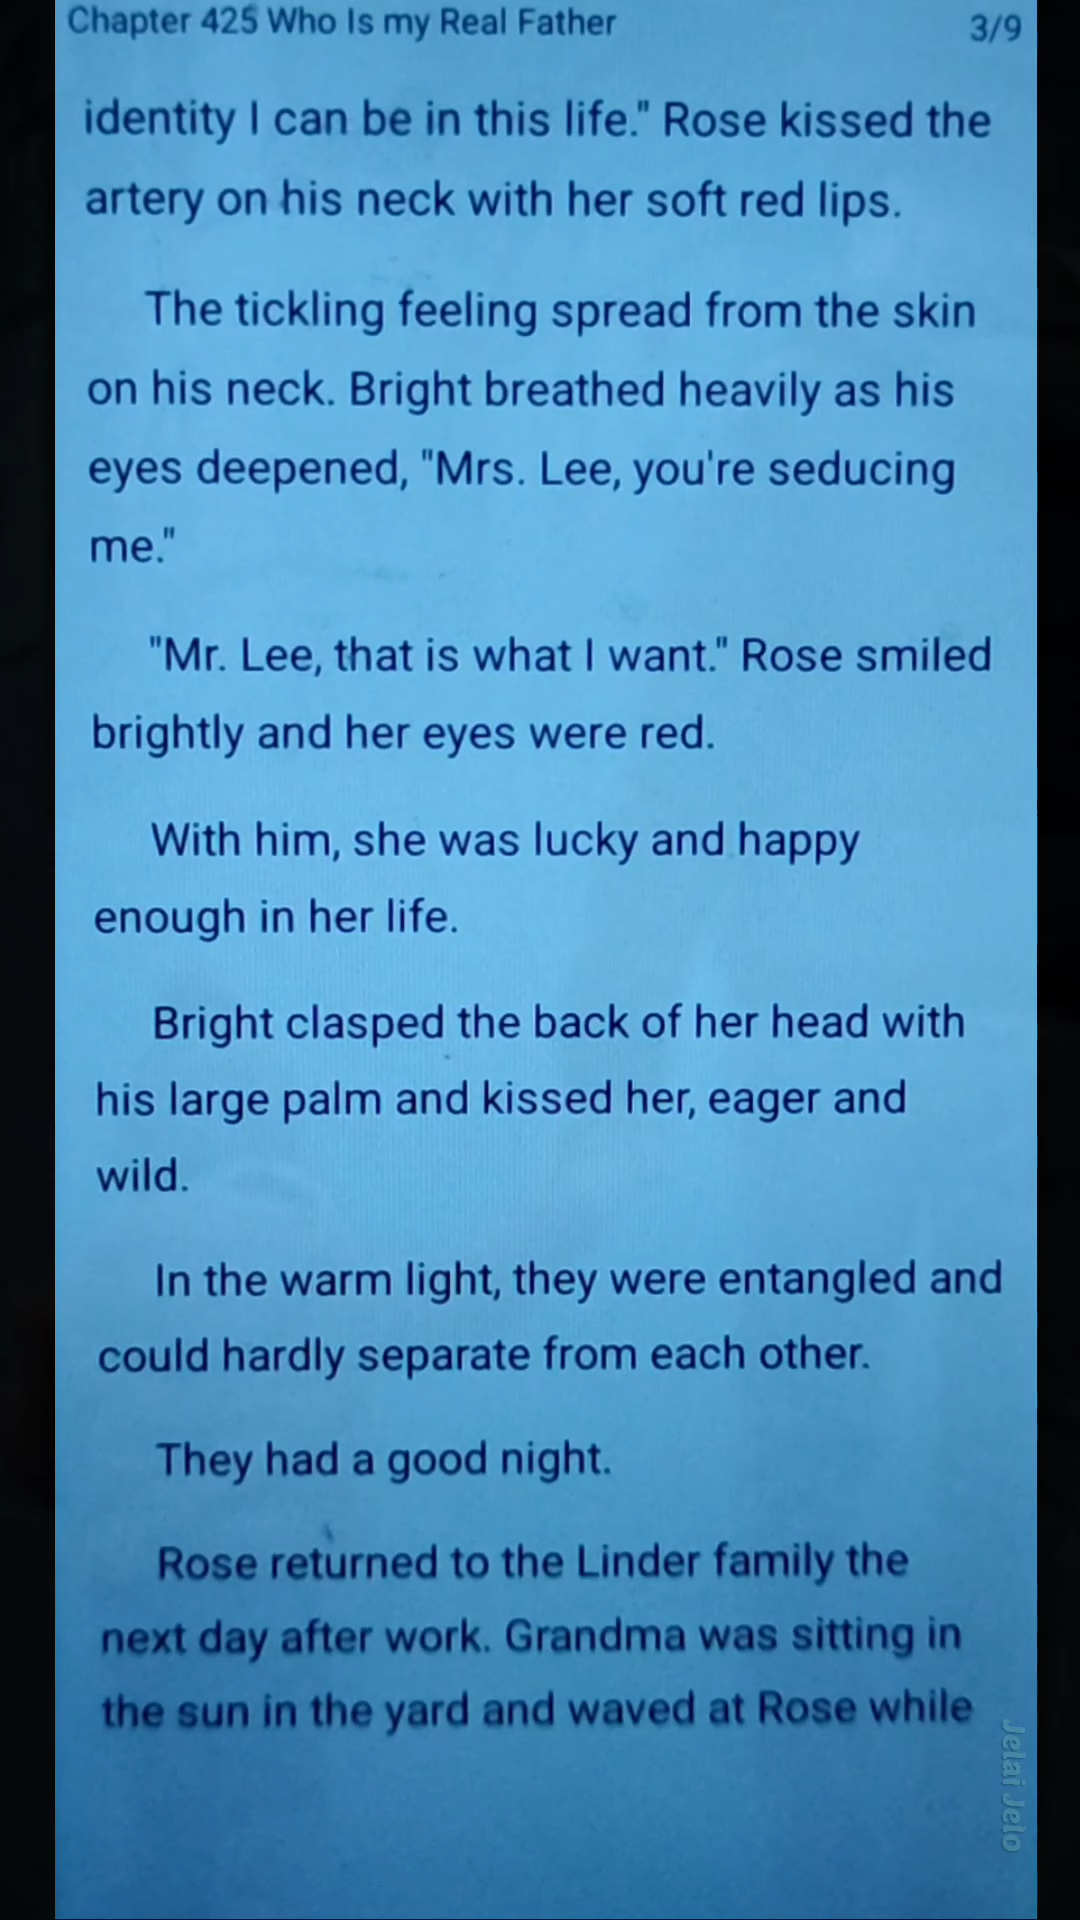 Chapter 425 Who Is my Real Father
3/9
identity I can be in this life." Rose kissed the
artery on his neck with her soft red lips.
The tickling feeling spread from the skin
on his neck. Bright breathed heavily as his
eyes deepened, "Mrs. Lee, you're seducing
me."
"Mr. Lee, that is what I want." Rose smiled
brightly and her eyes were red.
With him, she was lucky and happy
enough in her life.
Bright clasped the back of her head with
his large palm and kissed her, eager and
wild.
In the warm light, they were entangled and
could hardly separate from each other.
They had a good night.
Rose returned to the Linder family the
next day after work. Grandma was sitting in
the sun in the yard and waved at Rose while
Jelai Jelo